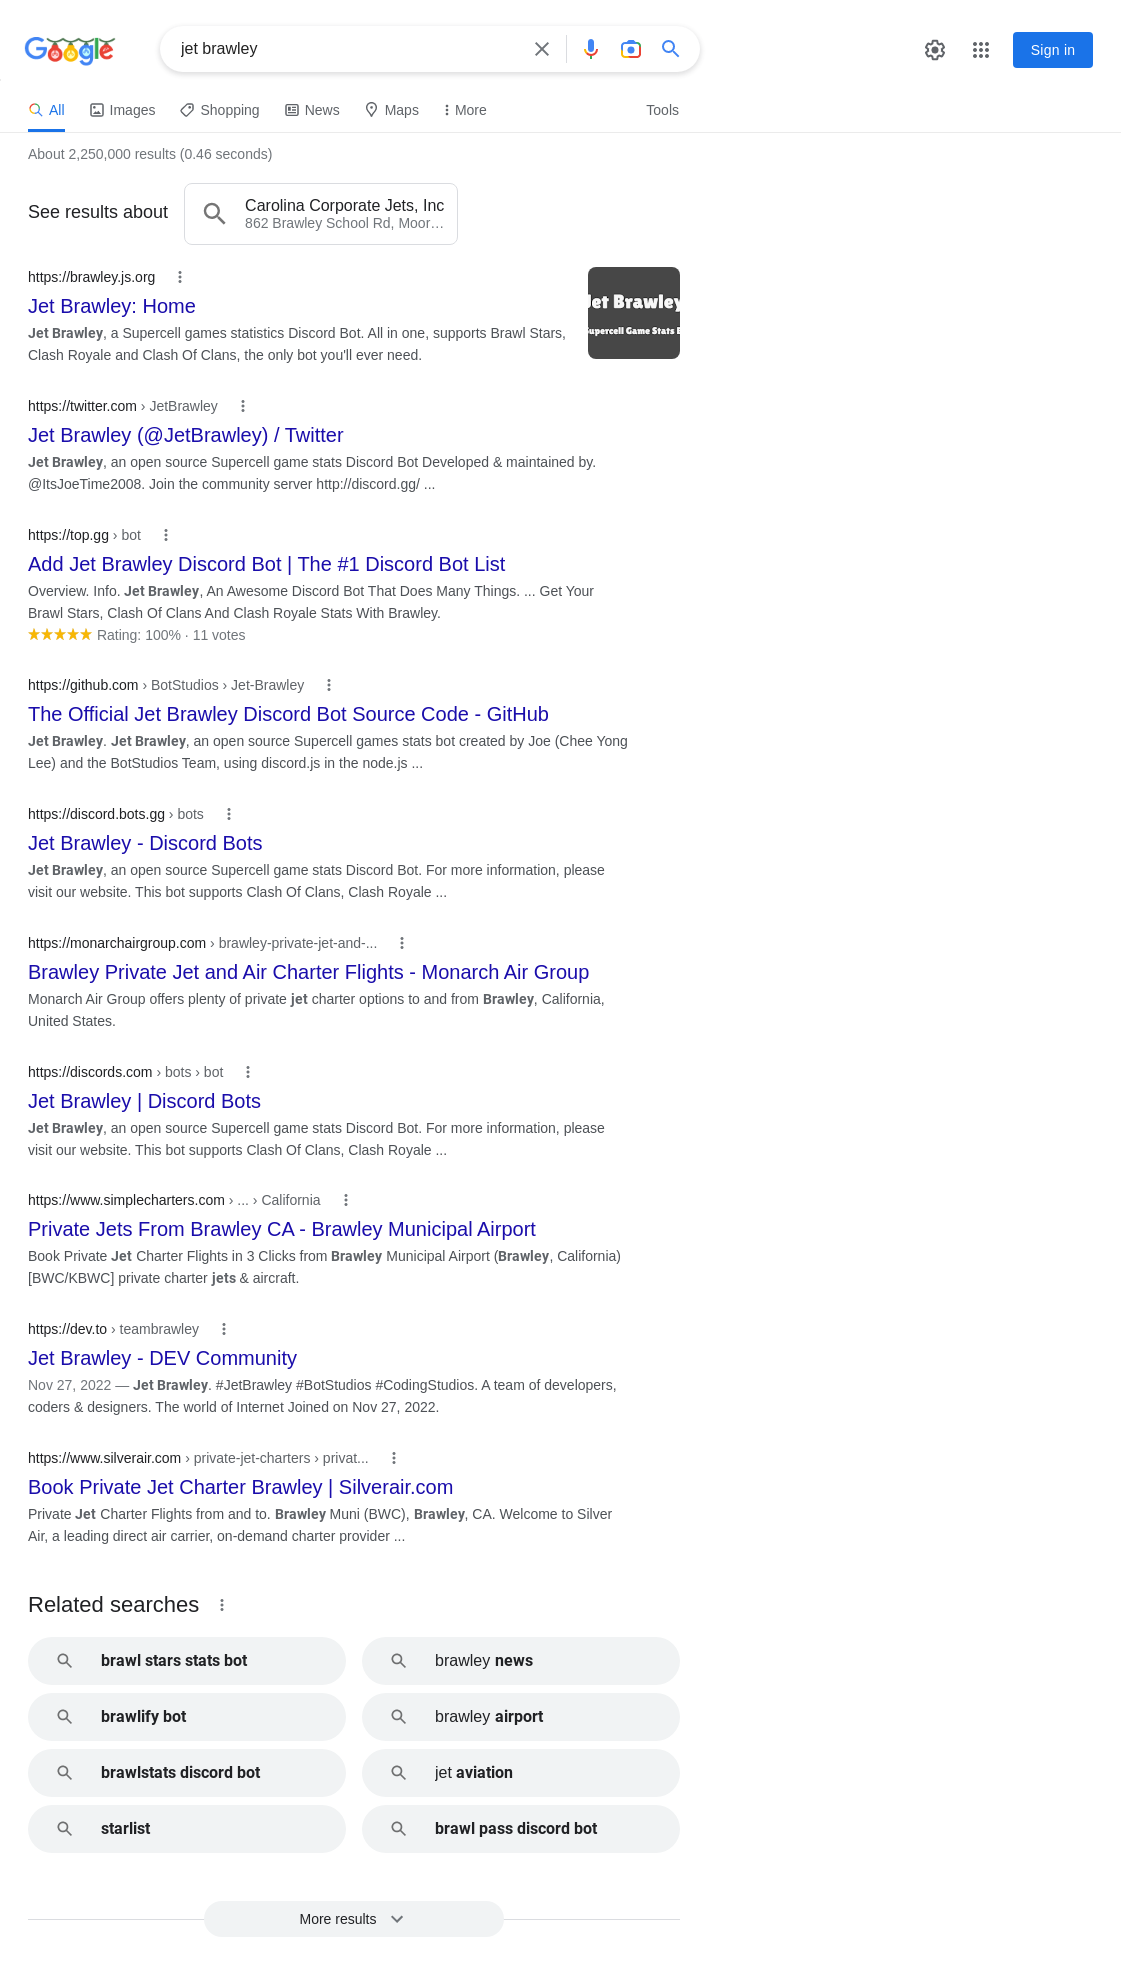 Google
jet brawley
Sign in
All
Images
Shopping
News
Maps
More
Tools
About 2,250,000 results (0.46 seconds)
See results about
Carolina Corporate Jets, Inc
862 Brawley School Rd, Moor…
https://brawley.js.org
Jet Brawley: Home
Jet Brawley, a Supercell games statistics Discord Bot. All in one, supports Brawl Stars,
Clash Royale and Clash Of Clans, the only bot you'll ever need.
Jet Brawley
Supercell Game Stats
https://twitter.com › JetBrawley
Jet Brawley (@JetBrawley) / Twitter
Jet Brawley, an open source Supercell game stats Discord Bot Developed & maintained by.
@ItsJoeTime2008. Join the community server http://discord.gg/ ...
https://top.gg › bot
Add Jet Brawley Discord Bot | The #1 Discord Bot List
Overview. Info. Jet Brawley, An Awesome Discord Bot That Does Many Things. ... Get Your
Brawl Stars, Clash Of Clans And Clash Royale Stats With Brawley.
Rating: 100% · 11 votes
https://github.com › BotStudios › Jet-Brawley
The Official Jet Brawley Discord Bot Source Code - GitHub
Jet Brawley. Jet Brawley, an open source Supercell games stats bot created by Joe (Chee Yong
Lee) and the BotStudios Team, using discord.js in the node.js ...
https://discord.bots.gg › bots
Jet Brawley - Discord Bots
Jet Brawley, an open source Supercell game stats Discord Bot. For more information, please
visit our website. This bot supports Clash Of Clans, Clash Royale ...
https://monarchairgroup.com › brawley-private-jet-and-...
Brawley Private Jet and Air Charter Flights - Monarch Air Group
Monarch Air Group offers plenty of private jet charter options to and from Brawley, California,
United States.
https://discords.com › bots › bot
Jet Brawley | Discord Bots
Jet Brawley, an open source Supercell game stats Discord Bot. For more information, please
visit our website. This bot supports Clash Of Clans, Clash Royale ...
https://www.simplecharters.com › ... › California
Private Jets From Brawley CA - Brawley Municipal Airport
Book Private Jet Charter Flights in 3 Clicks from Brawley Municipal Airport (Brawley, California)
[BWC/KBWC] private charter jets & aircraft.
https://dev.to › teambrawley
Jet Brawley - DEV Community
Nov 27, 2022 — Jet Brawley. #JetBrawley #BotStudios #CodingStudios. A team of developers,
coders & designers. The world of Internet Joined on Nov 27, 2022.
https://www.silverair.com › private-jet-charters › privat...
Book Private Jet Charter Brawley | Silverair.com
Private Jet Charter Flights from and to. Brawley Muni (BWC), Brawley, CA. Welcome to Silver
Air, a leading direct air carrier, on-demand charter provider ...
Related searches
brawl stars stats bot
brawley news
brawlify bot
brawley airport
brawlstats discord bot
jet aviation
starlist
brawl pass discord bot
More results